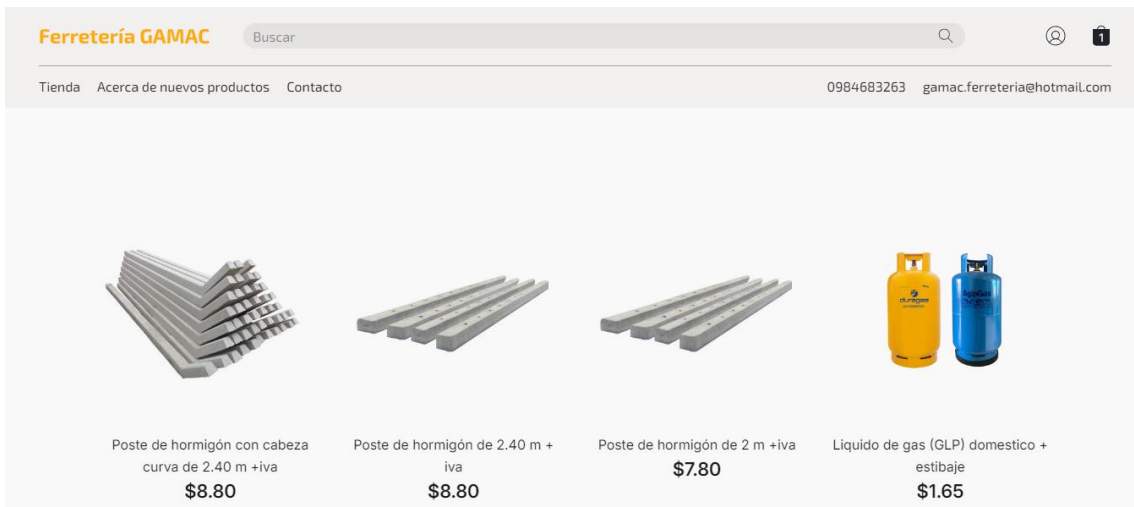 Ferretería GAMAC
Buscar
1
Tienda Acerca de nuevos productos Contacto
0984683263 gamac.ferreteria@hotmail.com
duragas
AgipGas
Poste de hormigón con cabeza
curva de 2.40 m +iva
$8.80
Poste de hormigón de 2.40 m +
iva
$8.80
Poste de hormigón de 2 m +iva
$7.80
Liquido de gas (GLP) domestico +
estibaje
$1.65